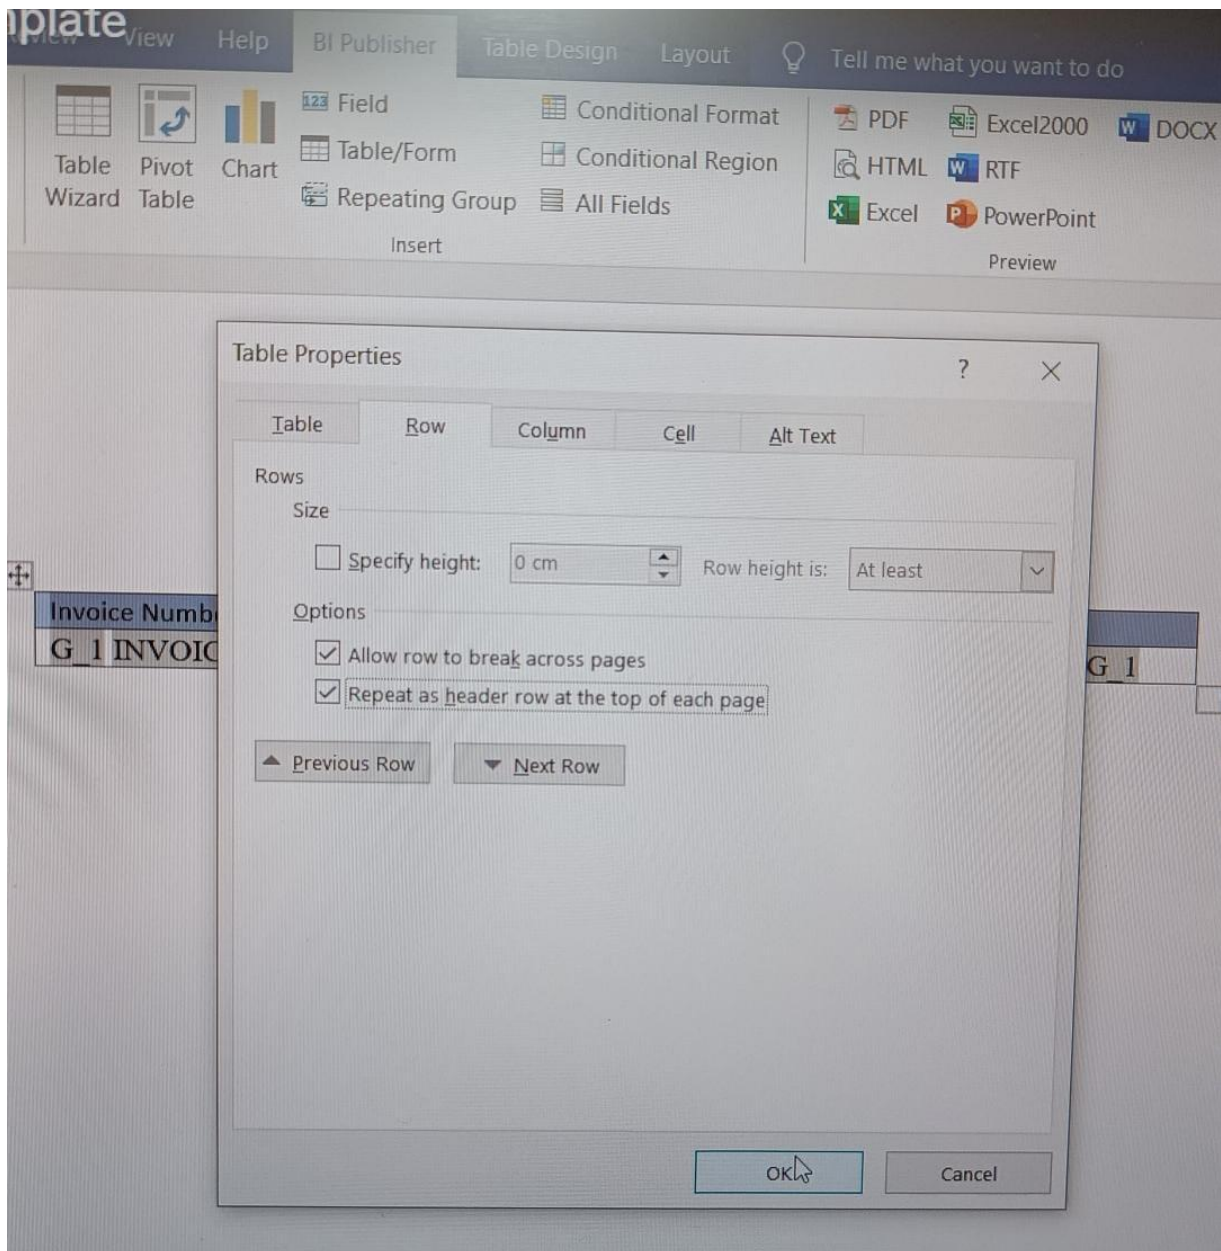 mplate
View Help BI Publisher Table Design Layout Tell me what you want to do
123 Field Conditional Format PDF Excel2000 DOCX
Table Wizard Pivot Table Chart Table/Form Conditional Region HTML RTF
Repeating Group All Fields Excel PowerPoint
Insert Preview
Table Properties ?
Table Row Column Cell Alt Text
Rows
Size
Specify height: 0 cm Row height is: At least
Invoice Numb
Options
G_1 INVOIC G_1
Allow row to break across pages
Repeat as header row at the top of each page
Previous Row Next Row
OK Cancel